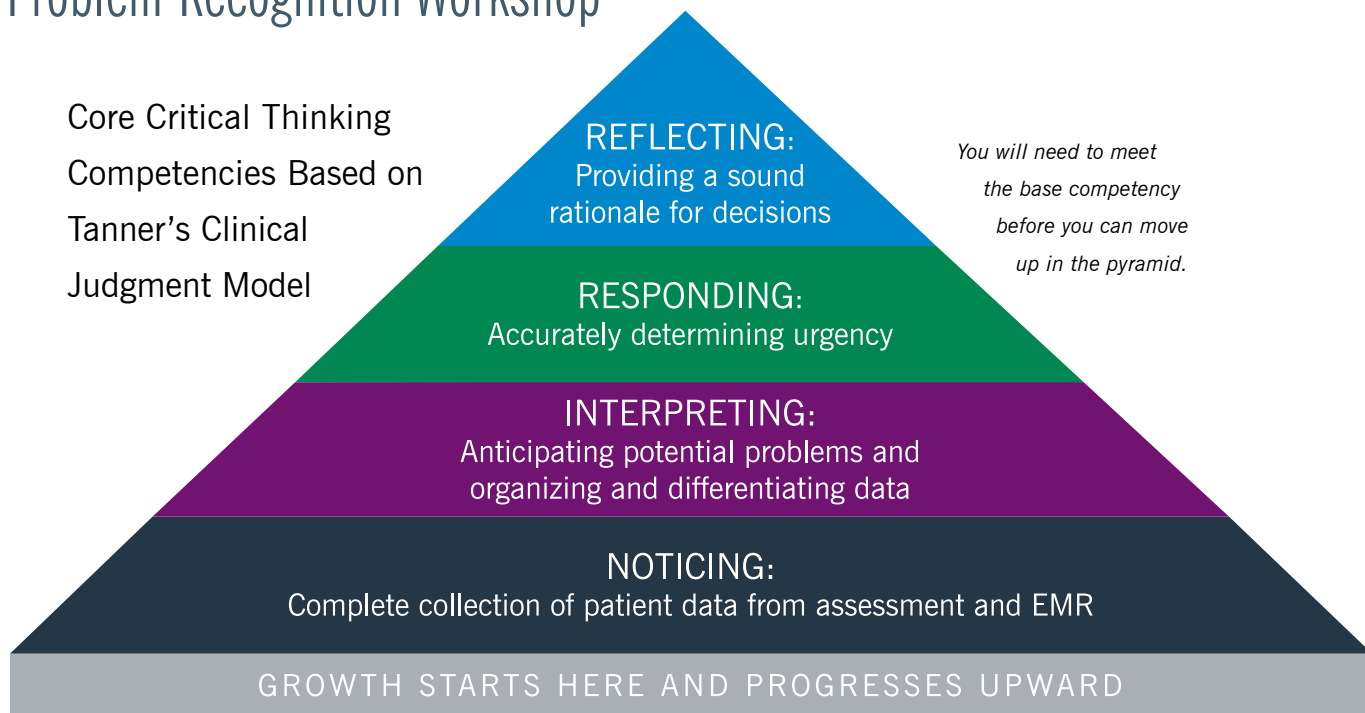 Problem Recognition Workshop
Core Critical Thinking
Competencies Based on
Tanner’s Clinical
Judgment Model
REFLECTING:
Providing a sound
rationale for decisions
You will need to meet
the base competency
before you can move
up in the pyramid.
RESPONDING:
Accurately determining urgency
INTERPRETING:
Anticipating potential problems and
organizing and differentiating data
NOTICING:
Complete collection of patient data from assessment and EMR
GROWTH STARTS HERE AND PROGRESSES UPWARD